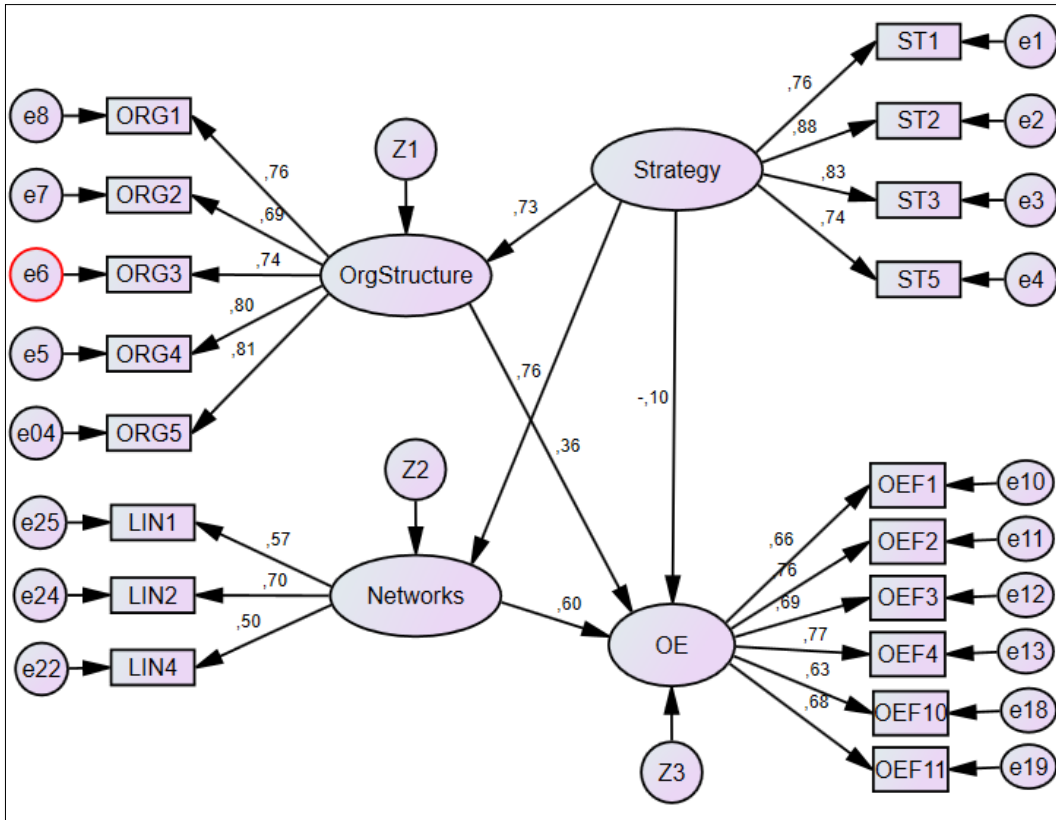 e8
ORG1
,76
e7
ORG2
,69
e6
ORG3
,74
e5
ORG4
,80
e04
ORG5
,81
Z1
OrgStructure
,73
Strategy
,76
ST1
e1
,88
ST2
e2
,83
ST3
e3
,74
ST5
e4
,76
-,10
,36
Z2
e25
LIN1
,57
e24
LIN2
,70
e22
LIN4
,50
Networks
,60
OE
Z3
,66
OEF1
e10
,76
OEF2
e11
,69
OEF3
e12
,77
OEF4
e13
,63
OEF10
e18
,68
OEF11
e19